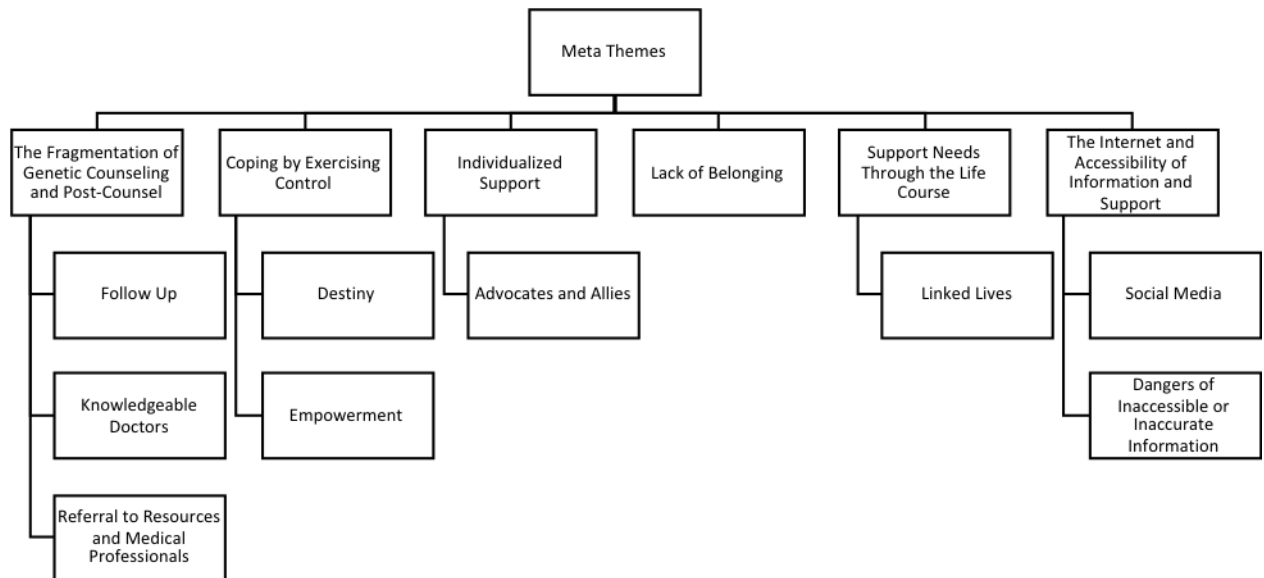 Meta Themes
The Fragmentation of
Genetic Counseling
and Post-Counsel
Coping by Exercising
Control
Individualized
Support
Lack of Belonging
Support Needs
Through the Life
Course
The Internet and
Accessibility of
Information and
Support
Follow Up
Destiny
Advocates and Allies
Linked Lives
Social Media
Knowledgeable
Doctors
Empowerment
Dangers of
Inaccessible or
Inaccurate
Information
Referral to Resources
and Medical
Professionals